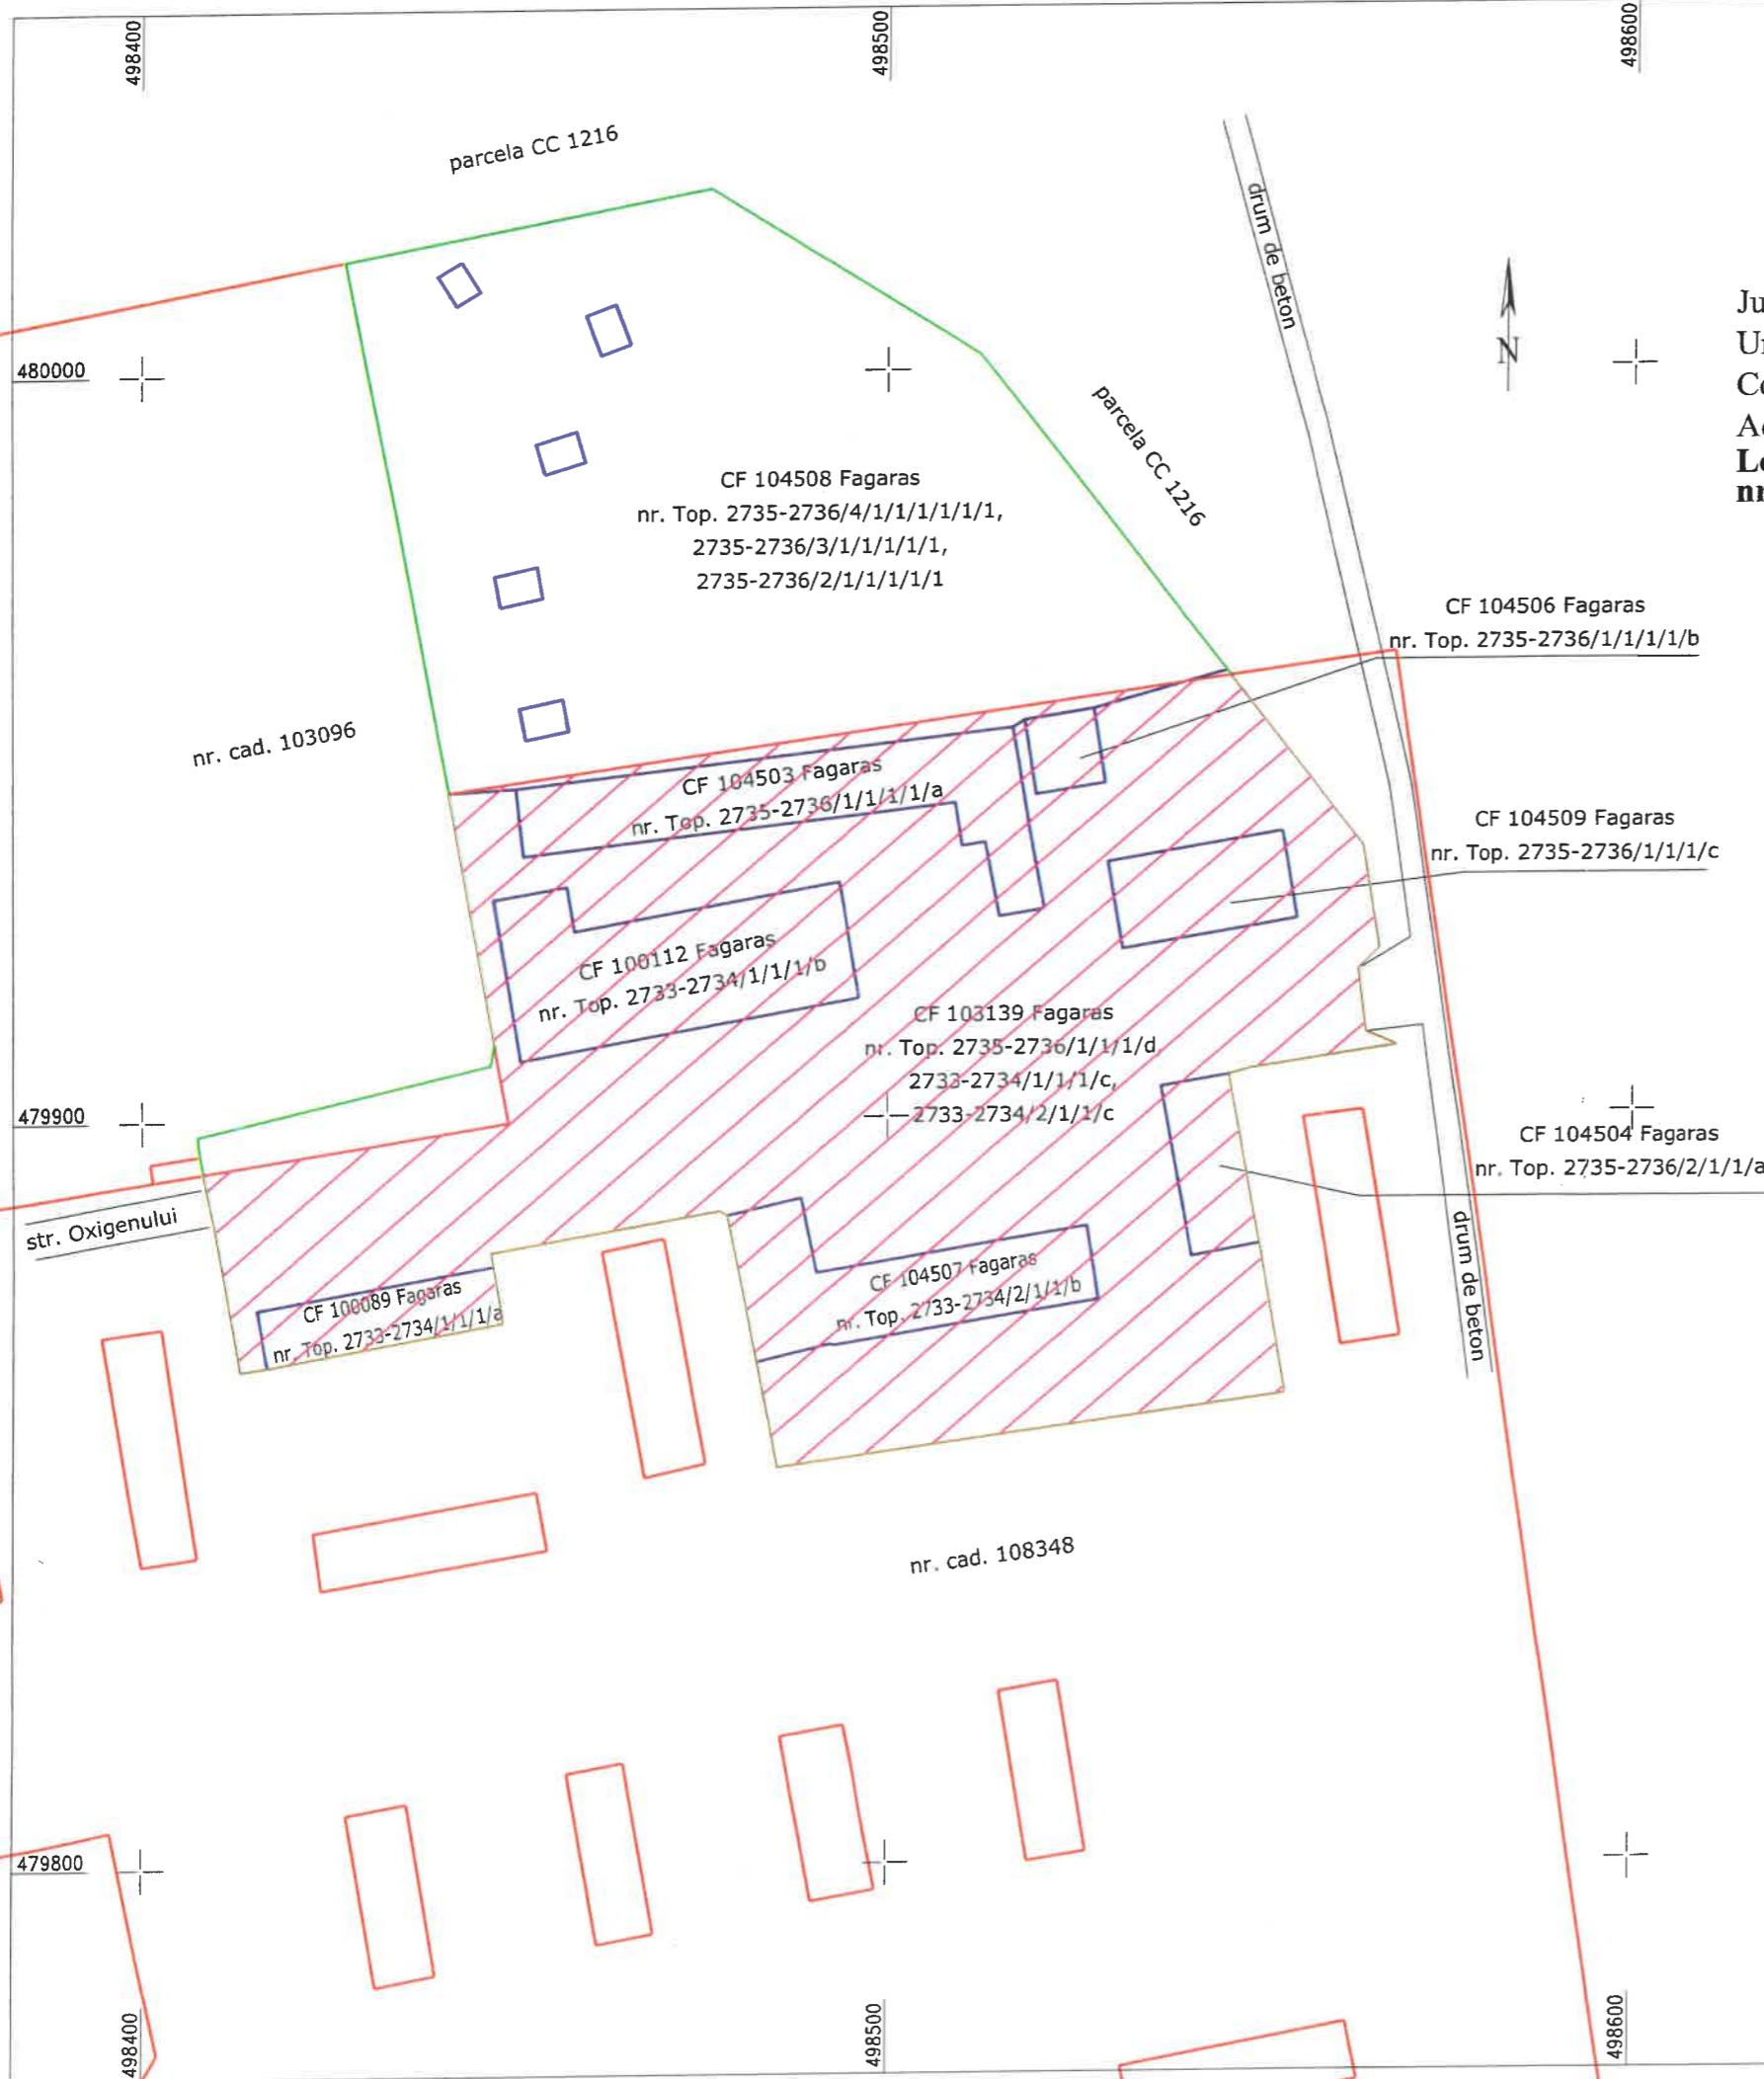 498400
498500
498600
parcela CC 1216
drum de beton
N
480000
parcela CC 1216
CF 104508 Fagaras
nr. Top. 2735-2736/4/1/1/1/1/1/1,
2735-2736/3/1/1/1/1/1,
2735-2736/2/1/1/1/1/1
CF 104506 Fagaras
nr. Top. 2735-2736/1/1/1/1/b
nr. cad. 103096
CF 104503 Fagaras
nr. Top. 2735-2736/1/1/1/1/a
CF 104509 Fagaras
nr. Top. 2735-2736/1/1/1/c
CF 100112 Fagaras
nr. Top. 2733-2734/1/1/1/b
CF 103139 Fagaras
nr. Top. 2735-2736/1/1/1/d
2733-2734/1/1/1/c,
2733-2734/2/1/1/c
479900
CF 104504 Fagaras
nr. Top. 2735-2736/2/1/1/a
str. Oxigenului
drum de beton
CF 104507 Fagaras
nr. Top. 2733-2734/2/1/1/b
CF 100089 Fagaras
nr. Top. 2733-2734/1/1/1/a
nr. cad. 108348
479800
498400
498500
498600